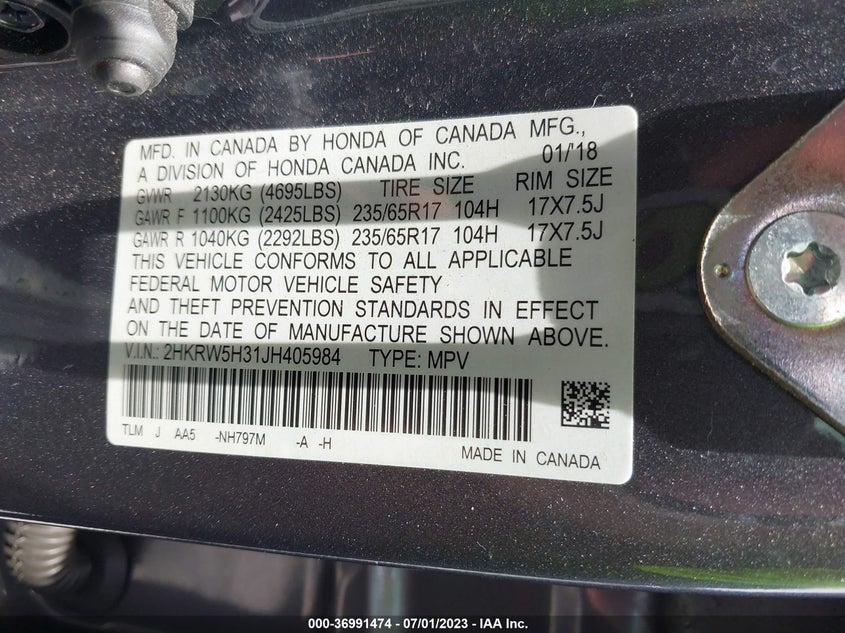 MFD. IN CANADA BY HONDA OF CANADA MFG.,
A DIVISION OF HONDA CANADA INC. 01/'18
GVWR 2130KG (4695LBS) TIRE SIZE RIM SIZE
GAWR F 1100KG (2425LBS) 235/65R17 104H 17X7.5J
GAWR R 1040KG (2292LBS) 235/65R17 104H 17X7.5J
THIS VEHICLE CONFORMS TO ALL APPLICABLE
FEDERAL MOTOR VEHICLE SAFETY
AND THEFT PREVENTION STANDARDS IN EFFECT
ON THE DATE OF MANUFACTURE SHOWN ABOVE.
V.I.N.: 2HKRW5H31JH405984 TYPE: MPV
TLM J AA5 -NH797M -A -H
MADE IN CANADA
000-36991474 - 07/01/2023 - IAA Inc.